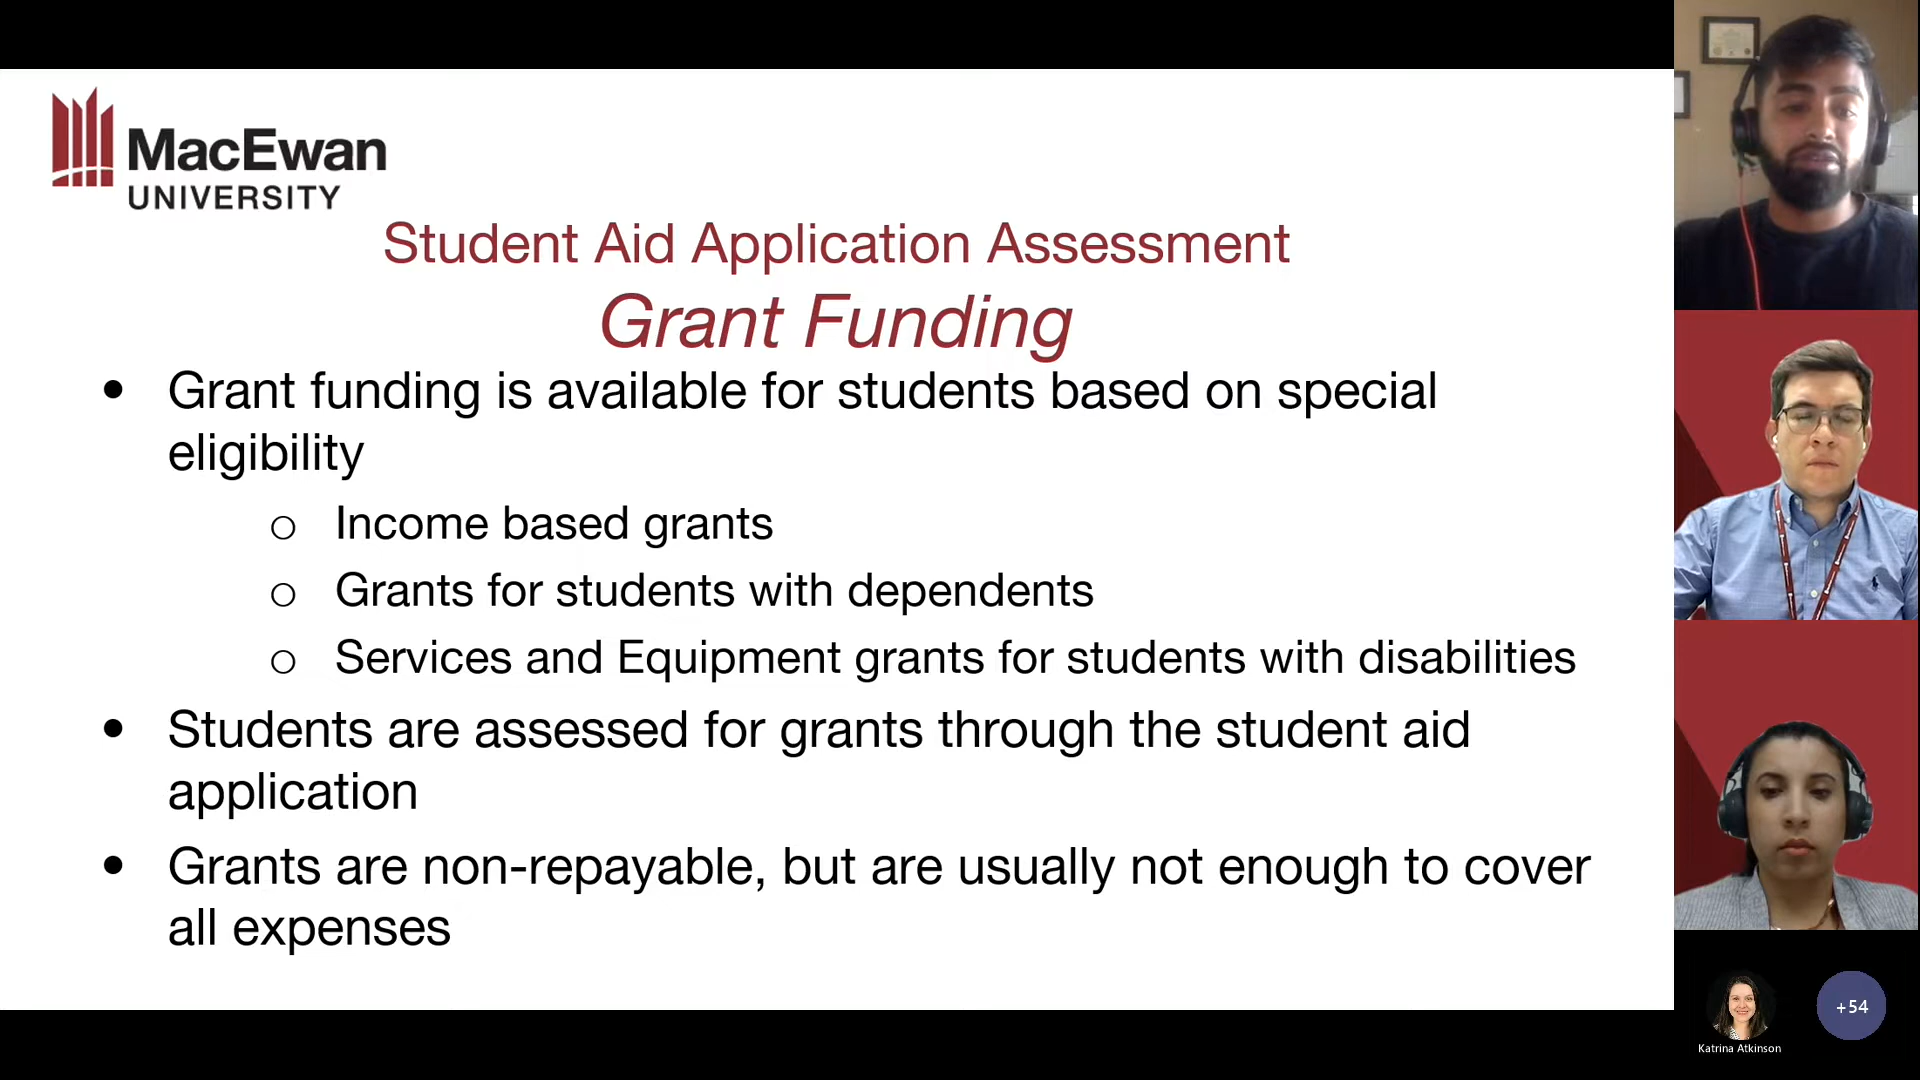 MacEwan
UNIVERSITY
Student Aid Application Assessment
Grant Funding
• Grant funding is available for students based on special
eligibility
o Income based grants
o Grants for students with dependents
o Services and Equipment grants for students with disabilities
• Students are assessed for grants through the student aid
application
• Grants are non-repayable, but are usually not enough to cover
all expenses
+54
Katrina Atkinson